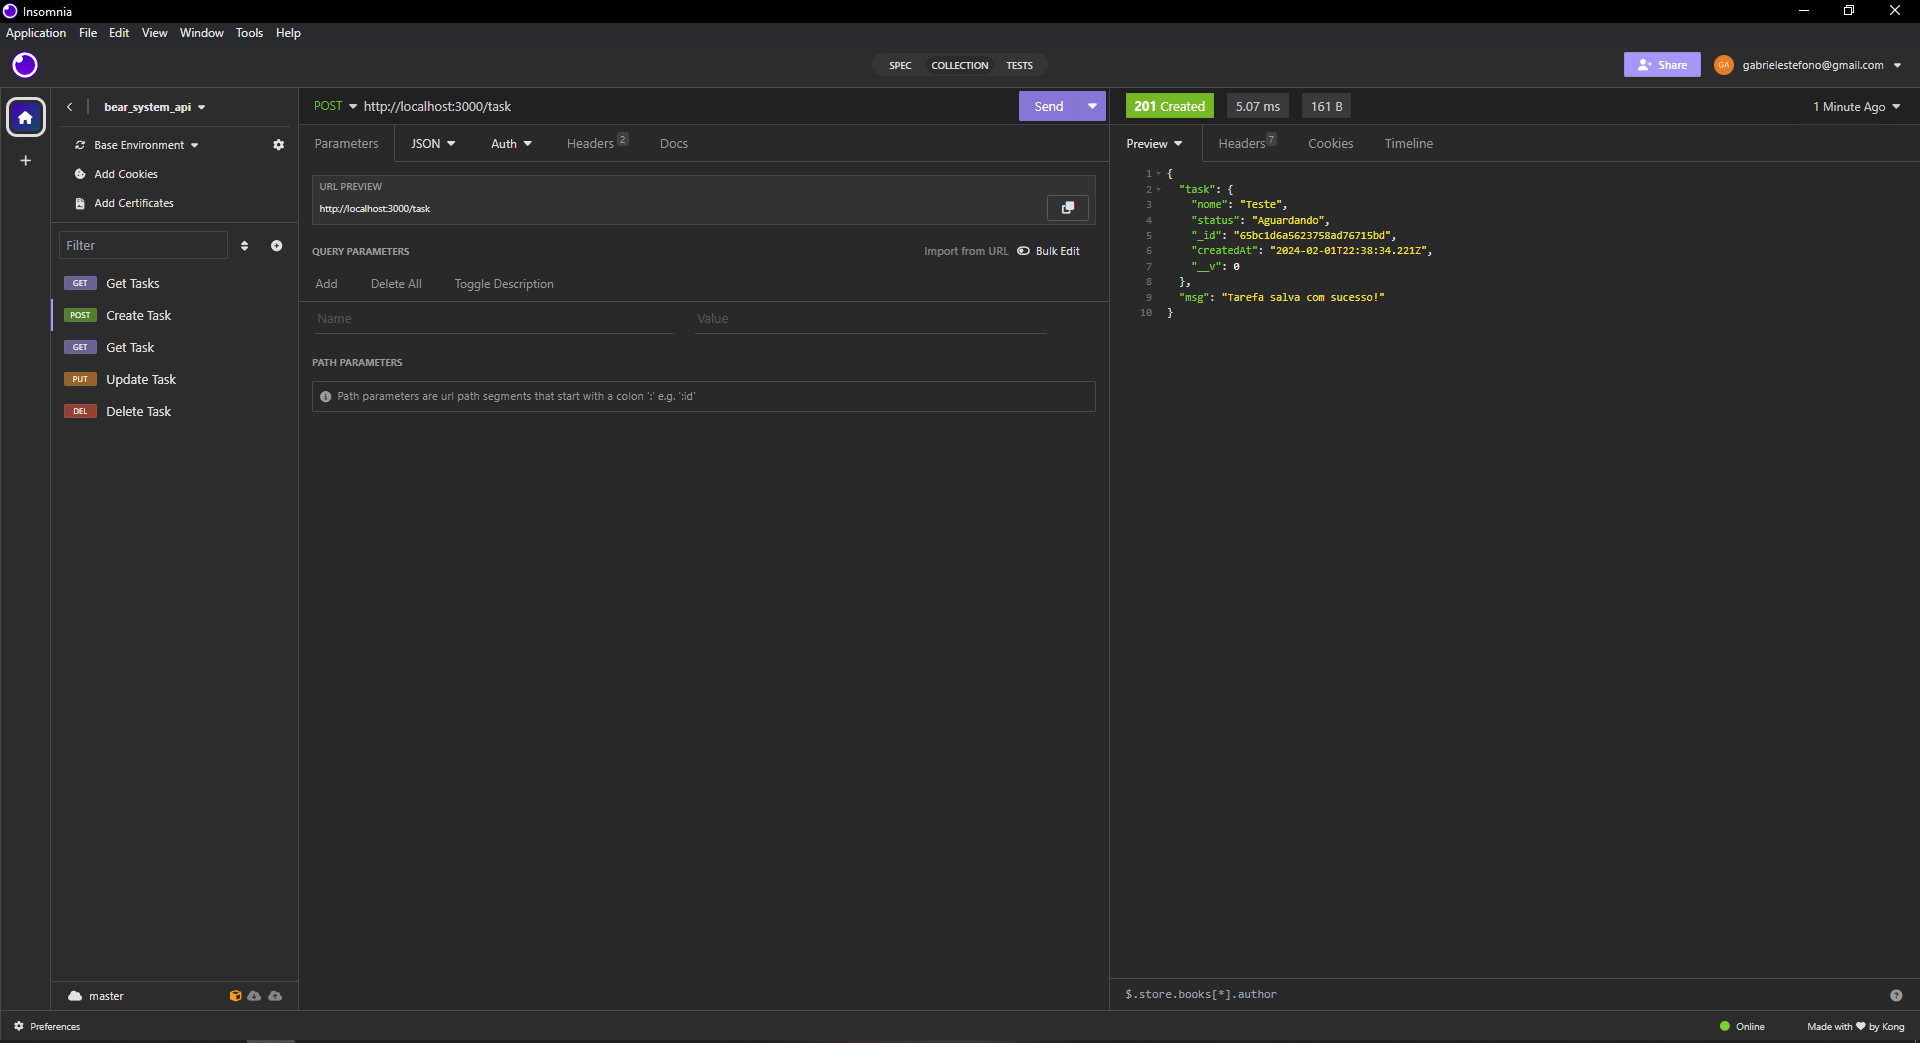 Insomnia
Application File Edit View Window Tools Help
SPEC COLLECTION TESTS
Share
GA
gabrielestefono@gmail.com
bear_system_api
Base Environment
Add Cookies
Add Certificates
Filter
GET Get Tasks
POST Create Task
GET Get Task
PUT Update Task
DEL Delete Task
master
POST http://localhost:3000/task
Send
Parameters JSON Auth Headers 2 Docs
URL PREVIEW
http://localhost:3000/task
QUERY PARAMETERS
Import from URL Bulk Edit
Add Delete All Toggle Description
Name Value
PATH PARAMETERS
Path parameters are url path segments that start with a colon ':' e.g. ':id'
201 Created 5.07 ms 161 B
1 Minute Ago
Preview Headers 7 Cookies Timeline
1 {
2 "task": {
3 "nome": "Teste",
4 "status": "Aguardando",
5 "_id": "65bc1d6a5623758ad76715bd",
6 "createdAt": "2024-02-01T22:38:34.221Z",
7 "__v": 0
8 },
9 "msg": "Tarefa salva com sucesso!"
10 }
$.store.books[*].author
Preferences
Online
Made with ❤ by Kong